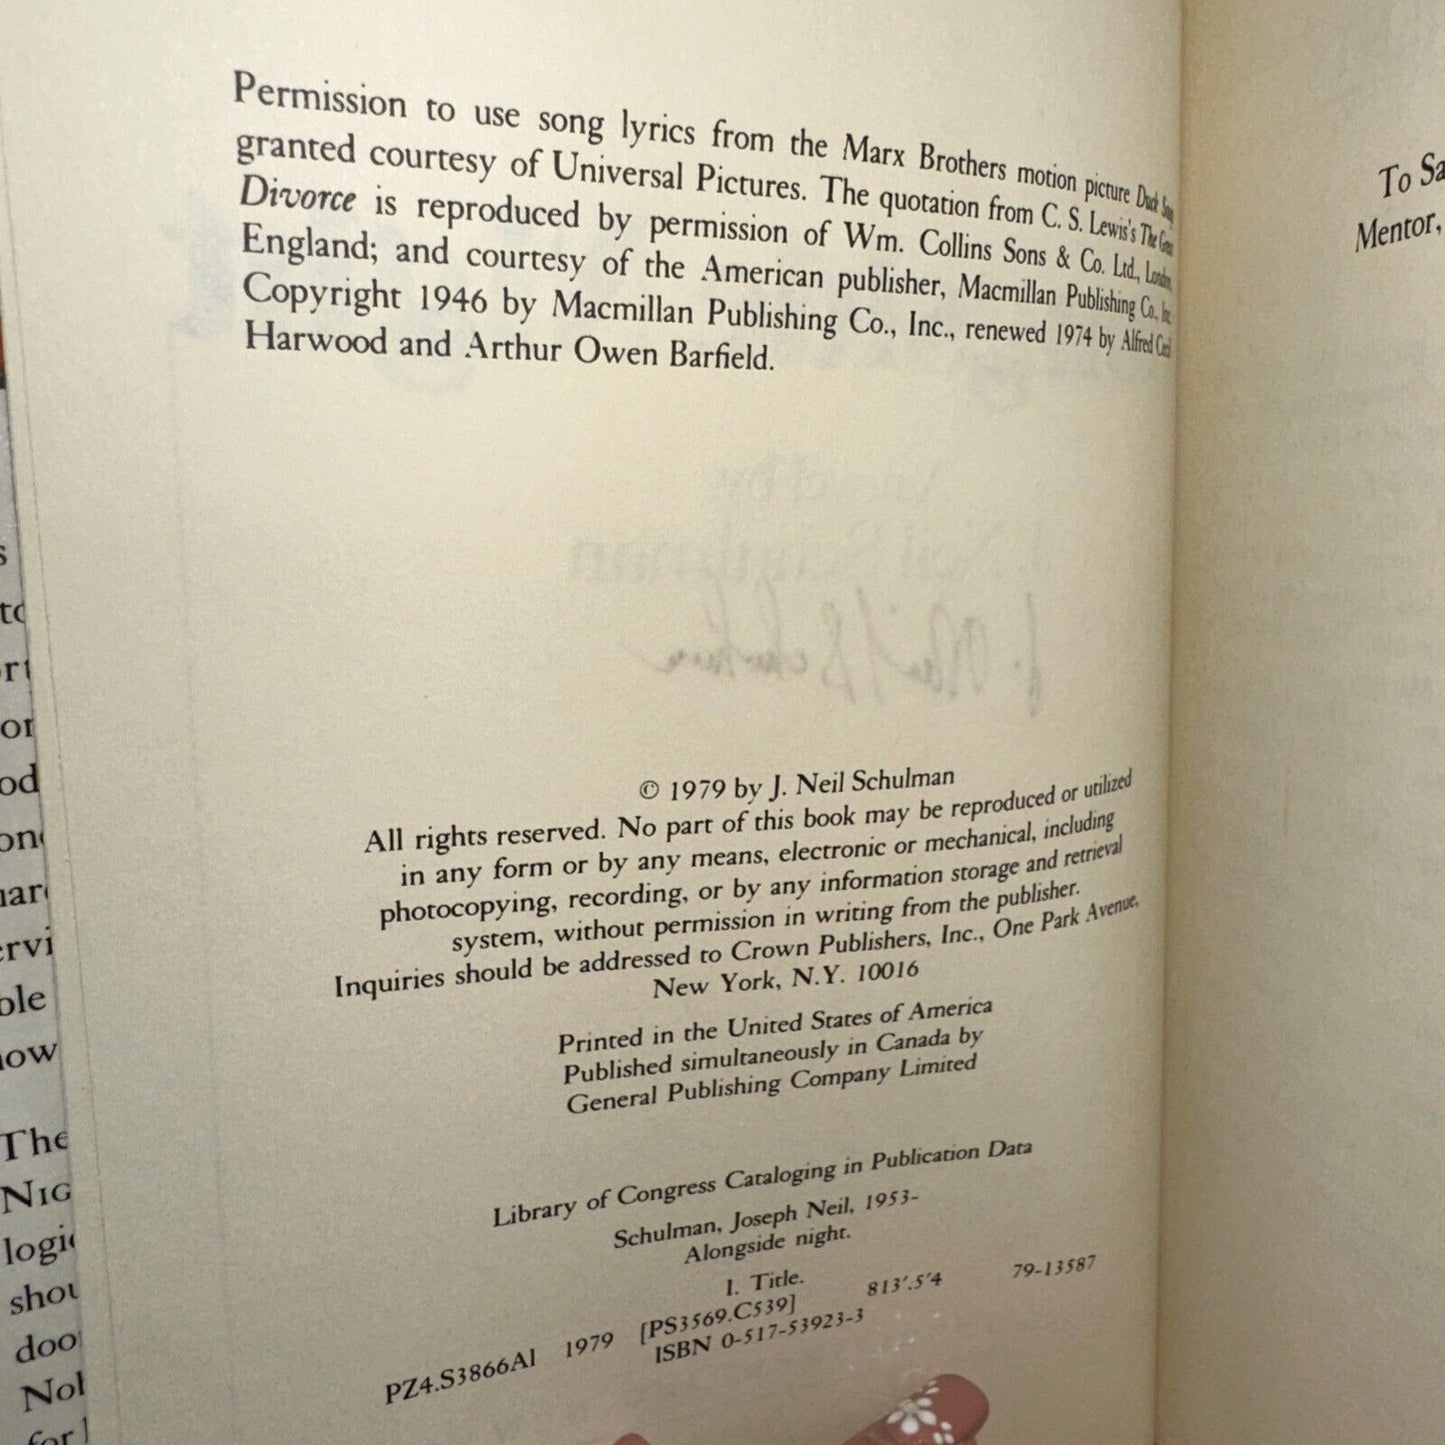 Permission to use song lyrics from the Marx Brothers motion picture Duck Soup
granted courtesy of Universal Pictures. The quotation from C. S. Lewis's The Great
Divorce is reproduced by permission of Wm. Collins Sons & Co. Ltd., London,
England; and courtesy of the American publisher, Macmillan Publishing Co., Inc.
Copyright 1946 by Macmillan Publishing Co., Inc., renewed 1974 by Alfred Cecil
Harwood and Arthur Owen Barfield.
© 1979 by J. Neil Schulman
All rights reserved. No part of this book may be reproduced or utilized
in any form or by any means, electronic or mechanical, including
photocopying, recording, or by any information storage and retrieval
system, without permission in writing from the publisher.
Inquiries should be addressed to Crown Publishers, Inc., One Park Avenue,
New York, N.Y. 10016
Printed in the United States of America
Published simultaneously in Canada by
General Publishing Company Limited
Library of Congress Cataloging in Publication Data
Schulman, Joseph Neil, 1953-
Alongside night.
I. Title.
PZ4.S3866Al 1979 [PS3569.C539] 813'.5'4 79-13587
ISBN 0-517-53923-3
To Sa
Mentor,
The